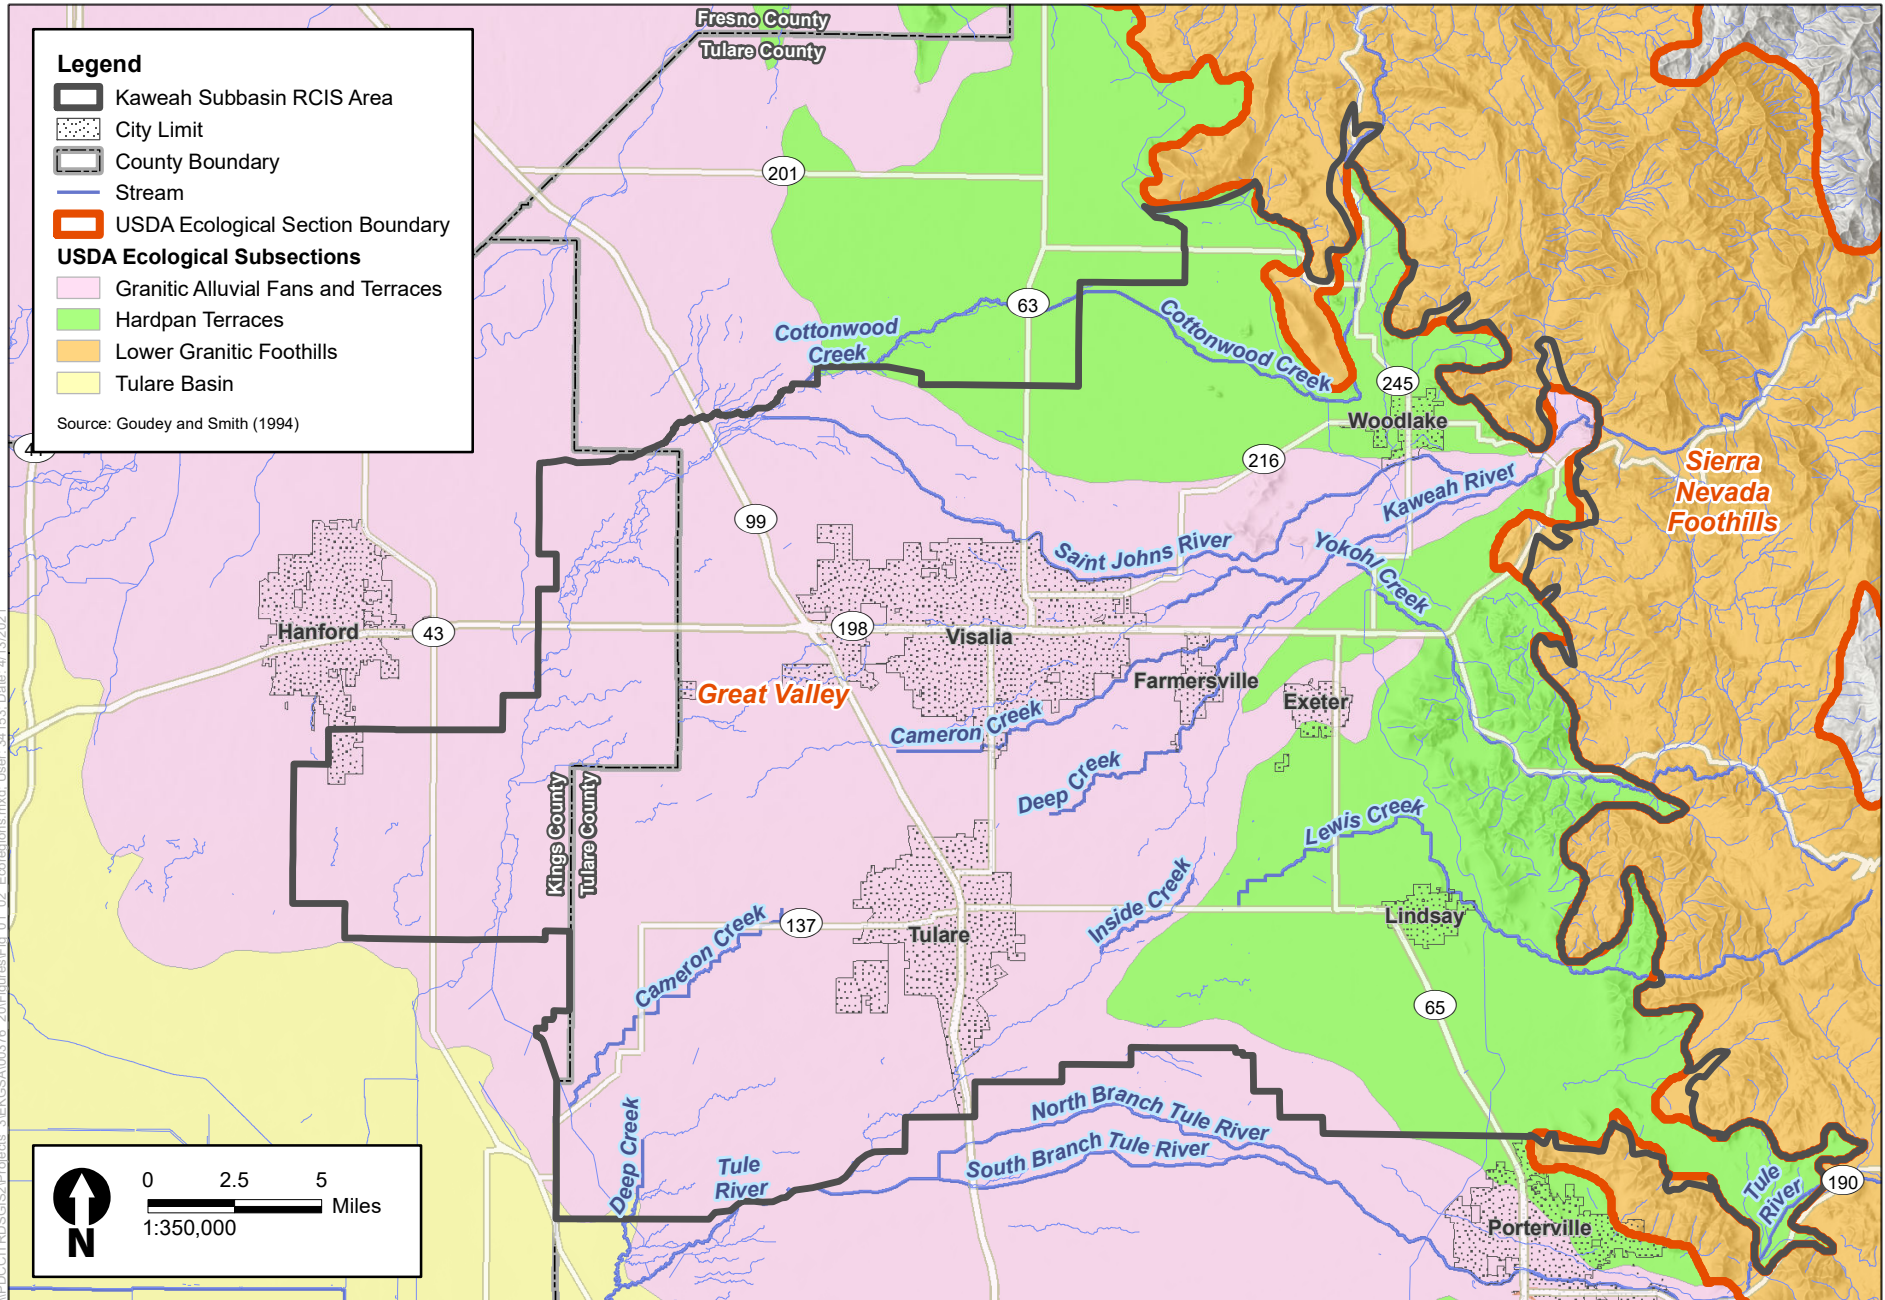 Fresno County
Tulare County
Legend
Kaweah Subbasin RCIS Area
City Limit
County Boundary
Stream
USDA Ecological Section Boundary
USDA Ecological Subsections
Granitic Alluvial Fans and Terraces
Hardpan Terraces
Lower Granitic Foothills
Tulare Basin
Source: Goudey and Smith (1994)
201
63
Cottonwood
Creek
Cottonwood Creek
245
Woodlake
216
Kaweah River
Sierra
Nevada
Foothills
99
Saint Johns River
Yokohl Creek
Hanford
43
198
Visalia
Great Valley
Farmersville
Exeter
Cameron Creek
Deep Creek
Kings County
Tulare County
Lewis Creek
Inside Creek
Lindsay
Cameron Creek
137
Tulare
65
North Branch Tule River
South Branch Tule River
Deep Creek
Tule
River
Tule
River
190
Porterville
0 2.5 5
Miles
1:350,000
N